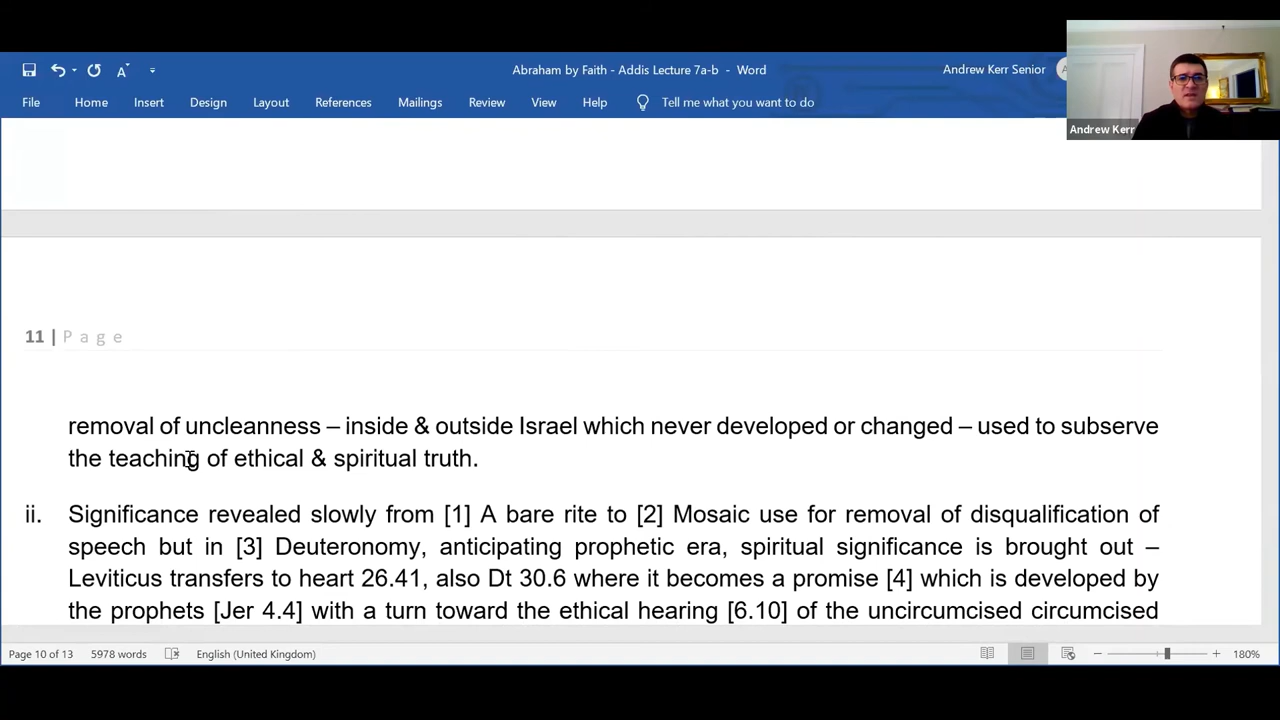 Abraham by Faith - Addis Lecture 7a-b - Word
Andrew Kerr Senior
File Home Insert Design Layout References Mailings Review View Help Tell me what you want to do
Andrew Kerr
11 | P a g e
removal of uncleanness – inside & outside Israel which never developed or changed – used to subserve
the teaching of ethical & spiritual truth.
ii. Significance revealed slowly from [1] A bare rite to [2] Mosaic use for removal of disqualification of
speech but in [3] Deuteronomy, anticipating prophetic era, spiritual significance is brought out –
Leviticus transfers to heart 26.41, also Dt 30.6 where it becomes a promise [4] which is developed by
the prophets [Jer 4.4] with a turn toward the ethical hearing [6.10] of the uncircumcised circumcised
Page 10 of 13 5978 words English (United Kingdom) 180%